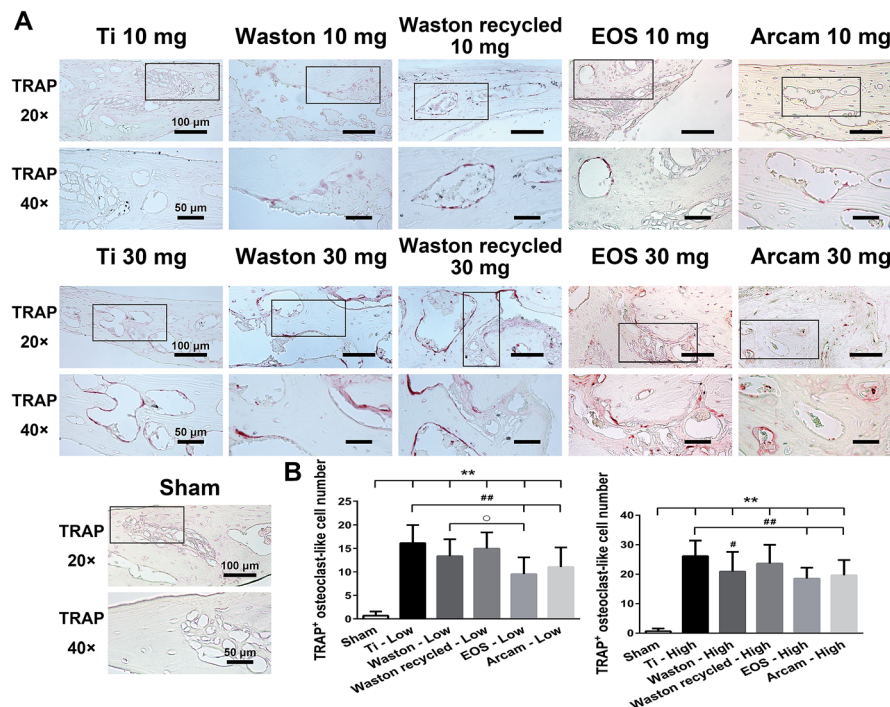 A
Ti 10 mg
Waston 10 mg
Waston recycled
10 mg
EOS 10 mg
Arcam 10 mg
TRAP
20×
100 µm
TRAP
40×
50 µm
Ti 30 mg
Waston 30 mg
Waston recycled
30 mg
EOS 30 mg
Arcam 30 mg
TRAP
20×
100 µm
TRAP
40×
50 µm
Sham
TRAP
20×
100 µm
TRAP
40×
50 µm
B
TRAP⁺ osteoclast-like cell number
25
20
15
10
5
0
**
##
○
Sham
Ti - Low
Waston - Low
Waston recycled - Low
EOS - Low
Arcam - Low
TRAP⁺ osteoclast-like cell number
60
40
20
0
**
##
#
Sham
Ti - High
Waston - High
Waston recycled - High
EOS - High
Arcam - High